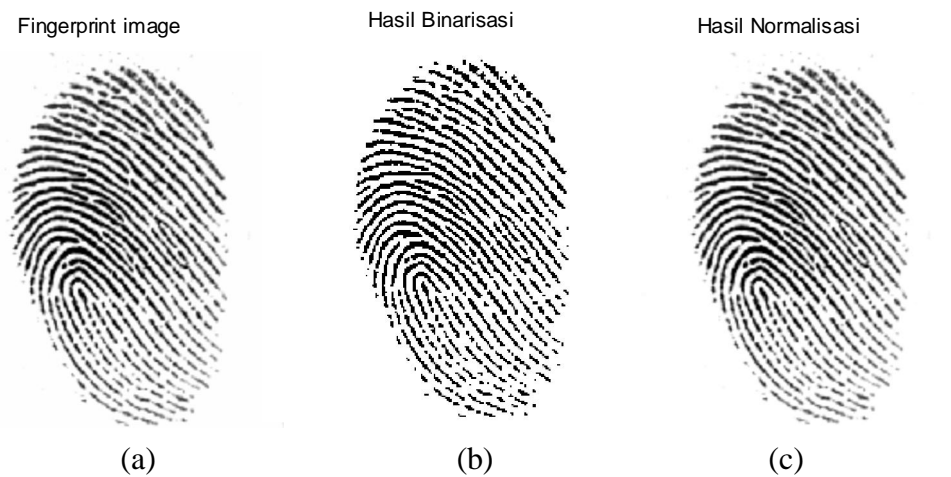 Fingerprint image
Hasil Binarisasi
Hasil Normalisasi
(a)
(b)
(c)